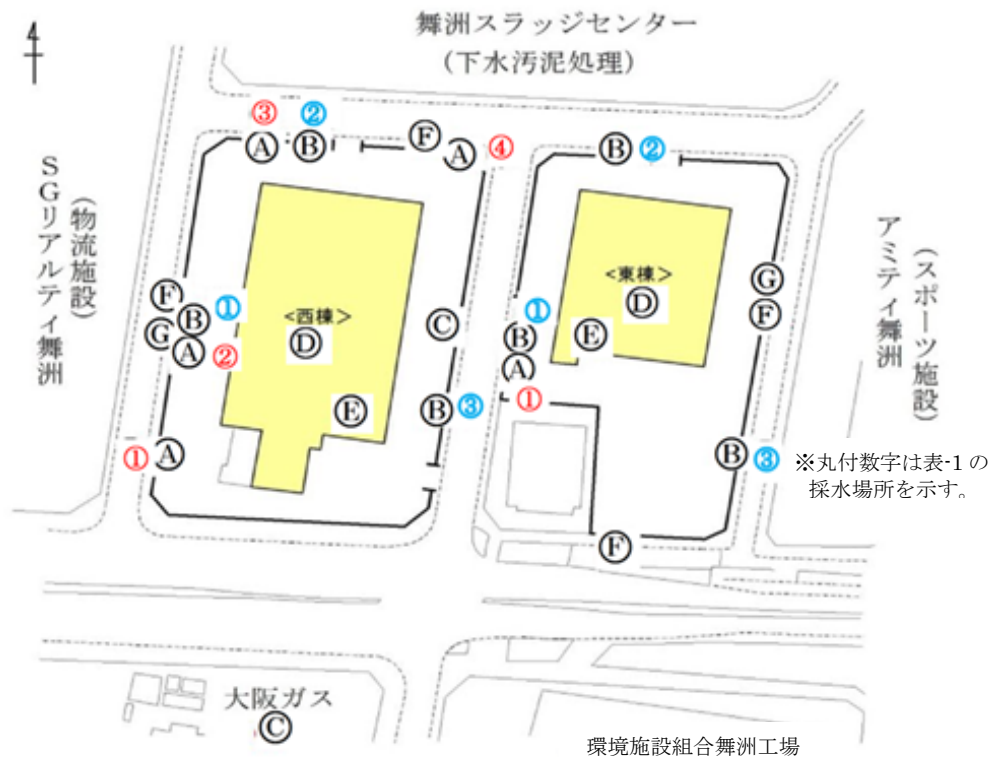 舞洲スラッジセンター
(下水汚泥処理)
4
③ ②
Ⓐ Ⓑ Ⓕ Ⓐ ④
Ⓑ ②
SGリアルティ舞洲
(物流施設)
Ⓕ Ⓑ ①
Ⓖ Ⓐ ②
<西棟>
Ⓓ
Ⓔ
Ⓒ
Ⓑ ③
① Ⓐ
<東棟>
Ⓓ
Ⓔ
①
Ⓑ
Ⓐ
①
Ⓖ
Ⓕ
Ⓑ ③
Ⓕ
アミティ舞洲
(スポーツ施設)
※丸付数字は表-1の
採水場所を示す。
大阪ガス
Ⓒ
環境施設組合舞洲工場